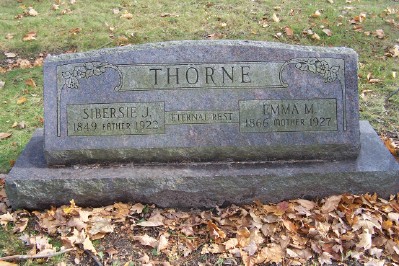 THORNE
SIBERSIE J.
1849 FATHER 1922
ETERNAL REST
EMMA M.
1866 MOTHER 1927